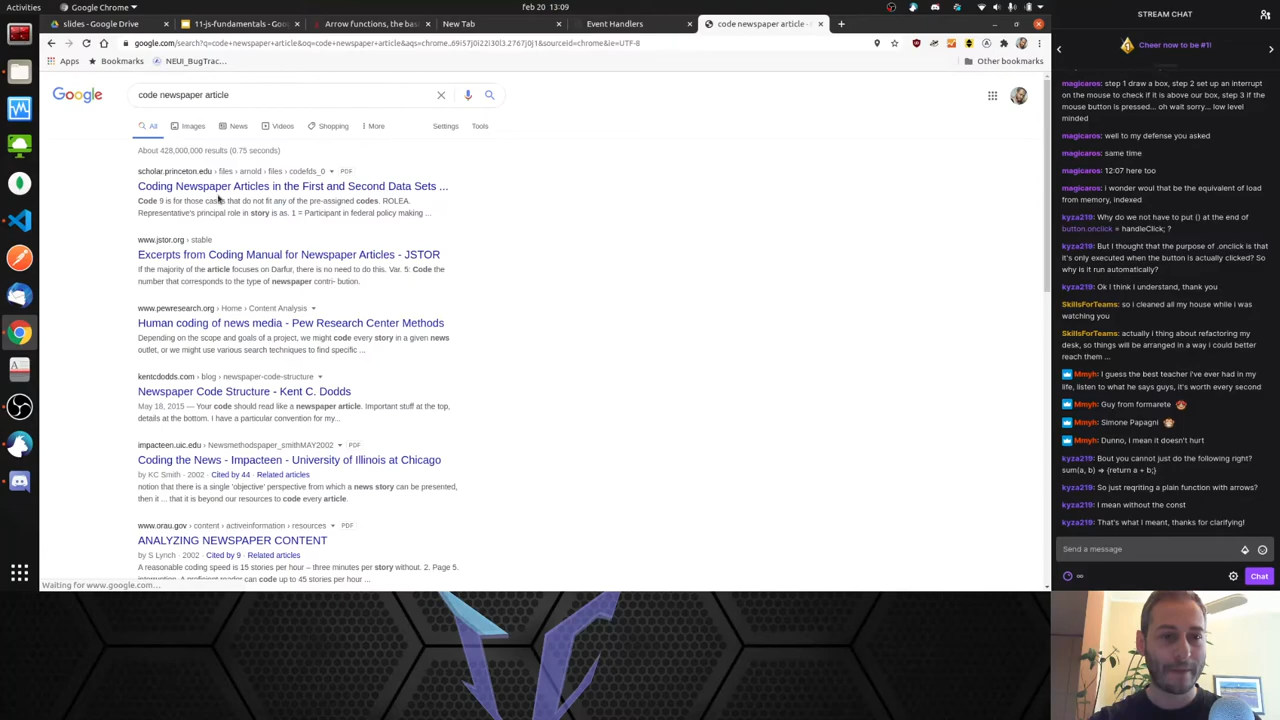 Activities
Google Chrome
slides 20 13:09
slides - Google Drive
11-js-fundamentals - Goo
Arrow functions, the bas
New Tab
Event Handlers
code newspaper article -
google.com/search?q=code+newspaper+article&oq=code+newspaper+article&aqs=chrome..69i57j0i22l30l3.2767j0j1&sourceid=chrome&ie=UTF-8
Apps
Bookmarks
NEUI_BugTrac...
Other bookmarks
Google
code newspaper article
All
Images
News
Videos
Shopping
More
Settings
Tools
About 428,000,000 results (0.75 seconds)
scholar.princeton.edu › files › arnold › files › codefds_0 PDF
Coding Newspaper Articles in the First and Second Data Sets ...
Code 9 is for those cases that do not fit any of the pre-assigned codes. ROLEA.
Representative's principal role in story is as. 1 = Participant in federal policy making ...
www.jstor.org › stable
Excerpts from Coding Manual for Newspaper Articles - JSTOR
If the majority of the article focuses on Darfur, there is no need to do this. Var. 5: Code the
number that corresponds to the type of newspaper contri- bution.
www.pewresearch.org › Home › Content Analysis
Human coding of news media - Pew Research Center Methods
Depending on the scope and goals of a project, we might code every story in a given news
outlet, or we might use various search techniques to find specific ...
kentcdodds.com › blog › newspaper-code-structure
Newspaper Code Structure - Kent C. Dodds
May 18, 2015 — Your code should read like a newspaper article. Important stuff at the top,
details at the bottom. I have a particular convention for my...
impacteen.uic.edu › Newsmethodspaper_smithMAY2002 PDF
Coding the News - Impacteen - University of Illinois at Chicago
by KC Smith · 2002 · Cited by 44 · Related articles
notion that there is a single 'objective' perspective from which a news story can be presented,
then it ... that it is beyond our resources to code every article.
www.orau.gov › content › activeinformation › resources PDF
ANALYZING NEWSPAPER CONTENT
by S Lynch · 2002 · Cited by 9 · Related articles
A reasonable coding speed is 15 stories per hour – three minutes per story without. 2. Page 5.
interruption. A proficient reader can code up to 45 stories per hour ...
Waiting for www.google.com...
STREAM CHAT
Cheer now to be #1!
magicaros: step 1 draw a box, step 2 set up an interrupt
on the mouse to check if it is above our box, step 3 if the
mouse button is pressed... oh wait sorry... low level
minded
magicaros: well to my defense you asked
magicaros: same time
magicaros: 12:07 here too
magicaros: i wonder woul that be the equivalent of load
from memory, indexed
kyza219: Why do we not have to put () at the end of
button.onclick = handleClick; ?
kyza219: But I thought that the purpose of .onclick is that
it's only executed when the button is actually clicked? So
why is it run automatically?
kyza219: Ok I think I understand, thank you
SkillsForTeams: so i cleaned all my house while i was
watching you
SkillsForTeams: actually i thing about refactoring my
desk, so things will be arranged in a way i could better
reach them ...
Mmyh: I guess the best teacher i've ever had in my
life, listen to what he says guys, it's worth every second
Mmyh: Guy from formarete
Mmyh: Simone Papagni
Mmyh: Dunno, i mean it doesn't hurt
kyza219: Bout you cannot just do the following right?
sum(a, b) => {return a + b;}
kyza219: So just reqriting a plain function with arrows?
kyza219: I mean without the const
kyza219: That's what I meant, thanks for clarifying!
Send a message
Chat